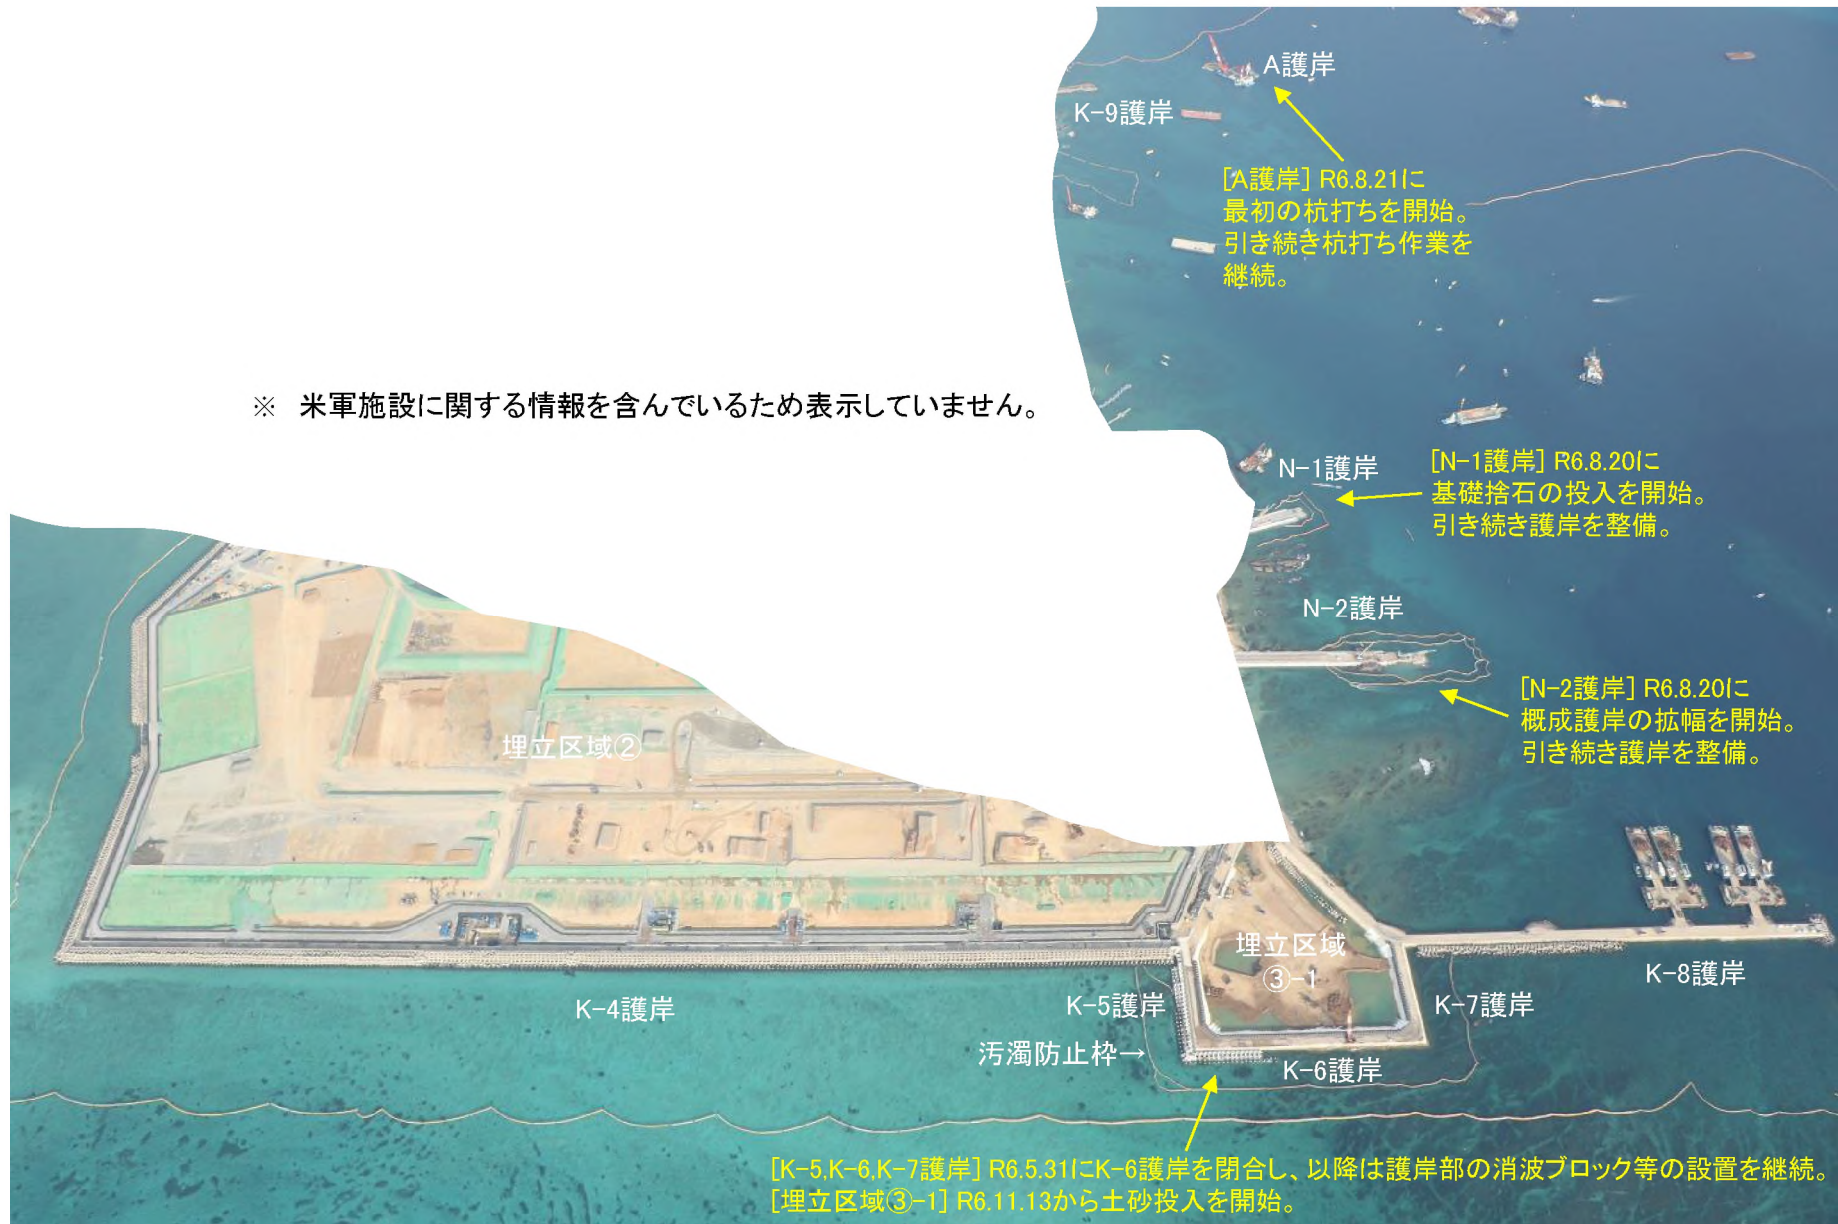 A護岸
K-9護岸
[A護岸] R6.8.21に
最初の杭打ちを開始。
引き続き杭打ち作業を
継続。
※　米軍施設に関する情報を含んでいるため表示していません。
N-1護岸
[N-1護岸] R6.8.20に
基礎捨石の投入を開始。
引き続き護岸を整備。
N-2護岸
[N-2護岸] R6.8.20に
概成護岸の拡幅を開始。
引き続き護岸を整備。
埋立区域②
埋立区域
③-1
K-8護岸
K-4護岸
K-5護岸
K-7護岸
汚濁防止枠→
K-6護岸
[K-5,K-6,K-7護岸] R6.5.31にK-6護岸を閉合し、以降は護岸部の消波ブロック等の設置を継続。
[埋立区域③-1] R6.11.13から土砂投入を開始。